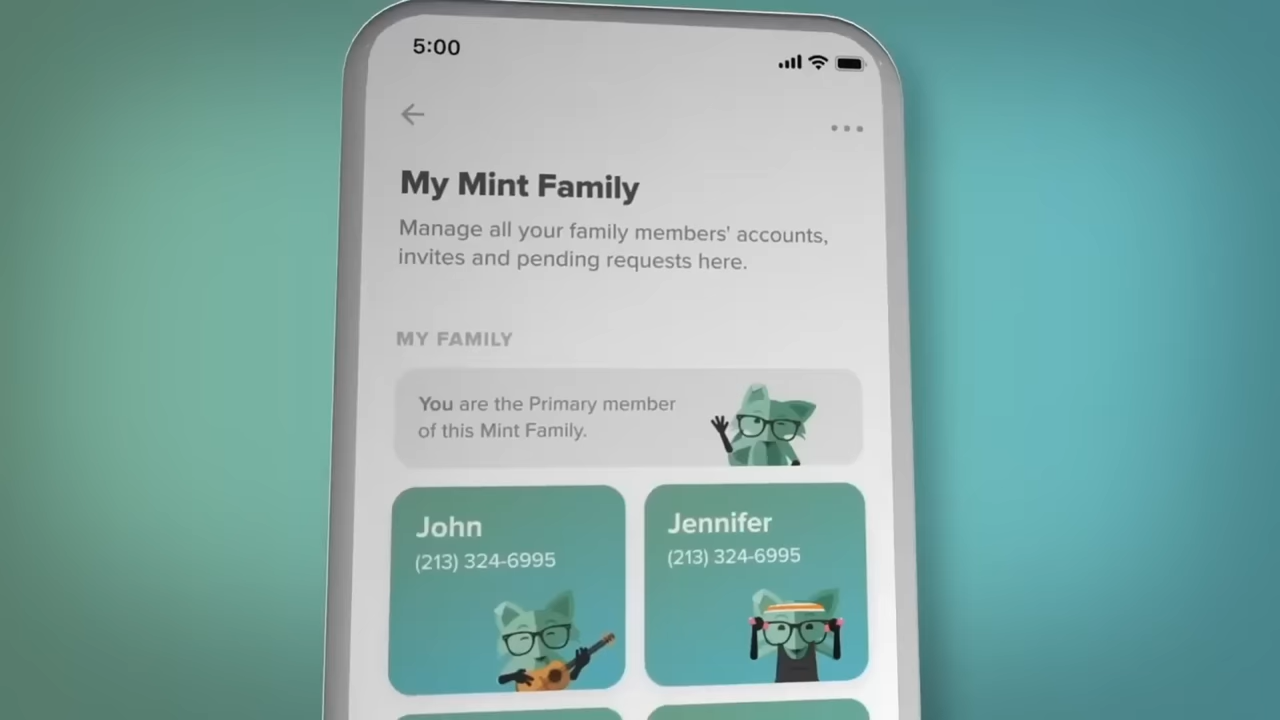 5:00
My Mint Family
Manage all your family members' accounts,
invites and pending requests here.
MY FAMILY
You are the Primary member
of this Mint Family.
John
(213) 324-6995
Jennifer
(213) 324-6995